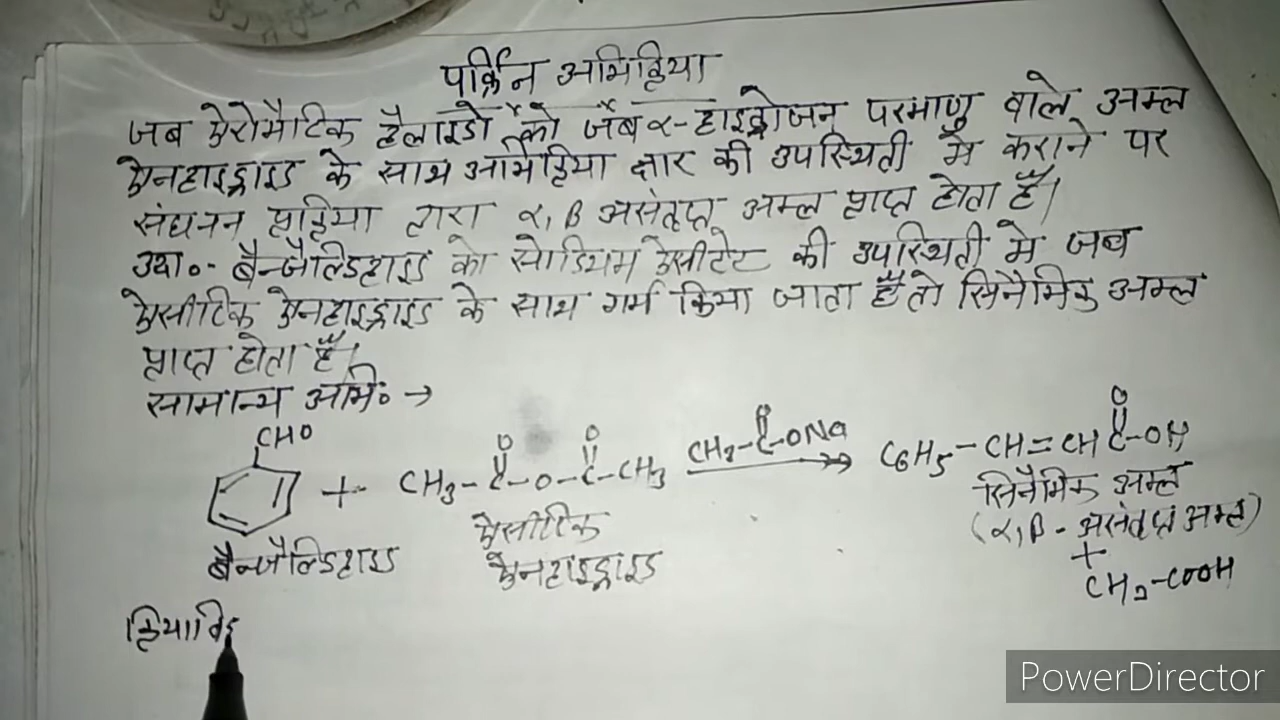 पर्किन अभिक्रिया
जब ऐरोमैटिक हैलाइडो को जब α-हाइड्रोजन परमाणु वाले अम्ल
ऐनहाइड्राइड के साथ अभिक्रिया क्षार की उपस्थिती मे कराने पर
संघनन प्रक्रिया द्वारा α,β असंतृप्त अम्ल प्राप्त होता है।
उदा०- बैन्जैल्डिहाइड को सोडियम ऐसीटेट की उपस्थिती मे जब
ऐसीटिक ऐनहाइड्राइड के साथ गर्म किया जाता है तो सिनैमिक अम्ल
प्राप्त होता है।
सामान्य अभि० →
CHO
+ CH3-C(=O)-O-C(=O)-CH3 CH3-C(=O)-ONa → C6H5-CH=CH-C(=O)-OH
बैन्जैल्डिहाइड ऐसीटिक ऐनहाइड्राइड
सिनैमिक अम्ल
(α,β-असंतृप्त अम्ल)
+
CH3-COOH
क्रियावि
PowerDirector